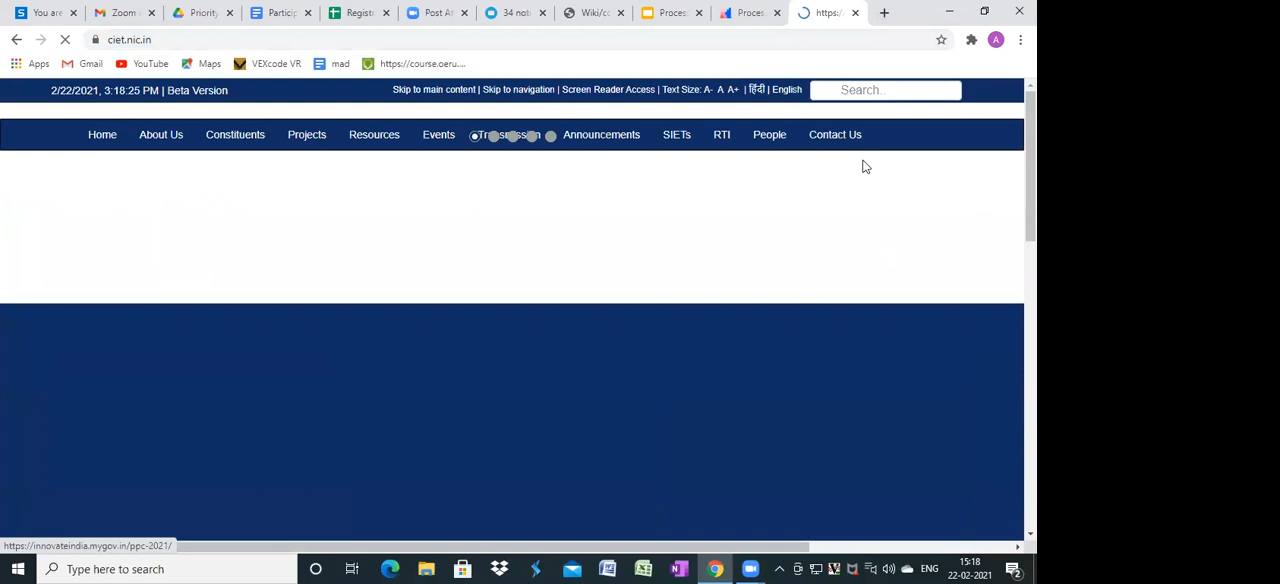 You are
Zoom
Priority
Particip
Registr
Post At
34 not
Wiki/cc
Proces
Proces
https:/
ciet.nic.in
Apps
Gmail
YouTube
Maps
VEXcode VR
mad
https://course.oeru....
2/22/2021, 3:18:25 PM | Beta Version
Skip to main content | Skip to navigation | Screen Reader Access | Text Size: A- A A+ | हिंदी | English
Search..
Home About Us Constituents Projects Resources Events Transmission Announcements SIETs RTI People Contact Us
https://innovateindia.mygov.in/ppc-2021/
Type here to search
ENG
15:18
22-02-2021
2